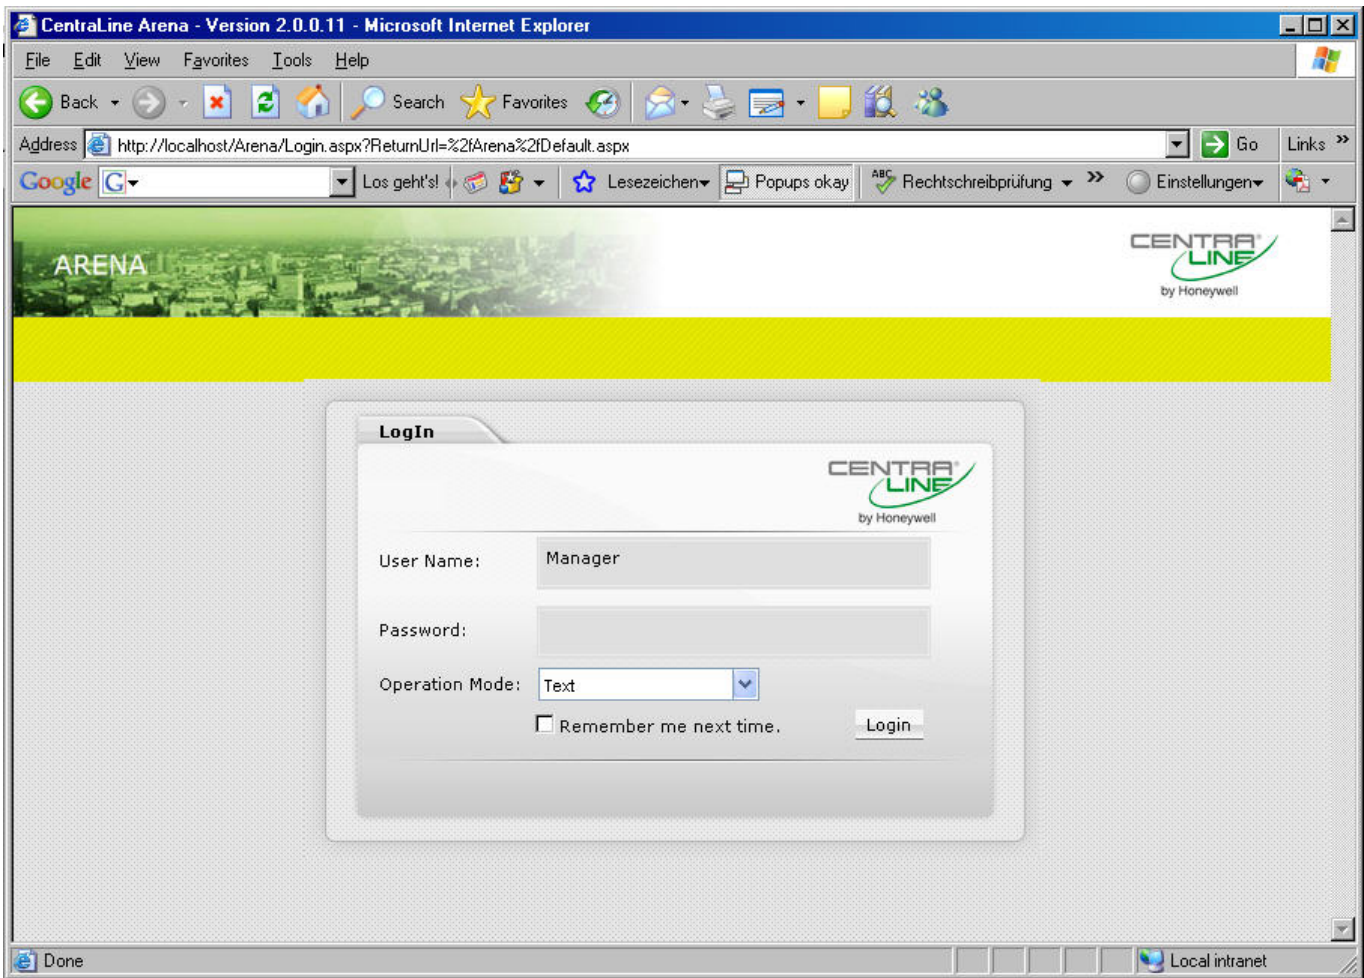 CentraLine Arena - Version 2.0.0.11 - Microsoft Internet Explorer
File Edit View Favorites Tools Help
Back Search Favorites
Address http://localhost/Arena/Login.aspx?ReturnUrl=%2fArena%2fDefault.aspx Go Links »
Google G Los geht's! Lesezeichen Popups okay ABC Rechtschreibprüfung » Einstellungen
ARENA
CENTRA®
LINE
by Honeywell
LogIn
CENTRA®
LINE
by Honeywell
User Name: Manager
Password:
Operation Mode: Text
Remember me next time. Login
Done Local intranet